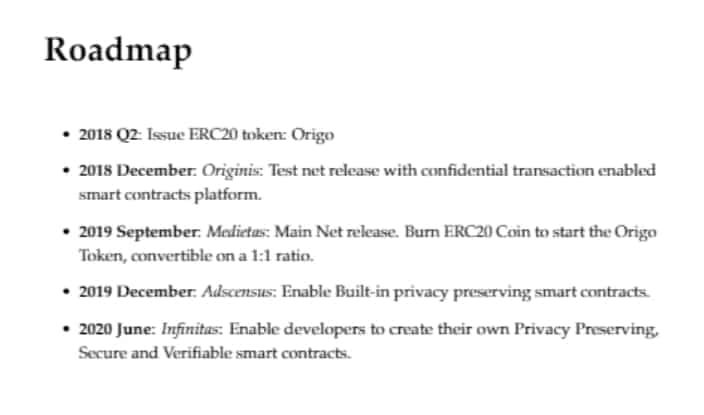 Roadmap
• 2018 Q2: Issue ERC20 token: Origo
• 2018 December: Originis: Test net release with confidential transaction enabled
smart contracts platform.
• 2019 September: Medietas: Main Net release. Burn ERC20 Coin to start the Origo
Token, convertible on a 1:1 ratio.
• 2019 December: Adscensus: Enable Built-in privacy preserving smart contracts.
• 2020 June: Infinitas: Enable developers to create their own Privacy Preserving,
Secure and Verifiable smart contracts.